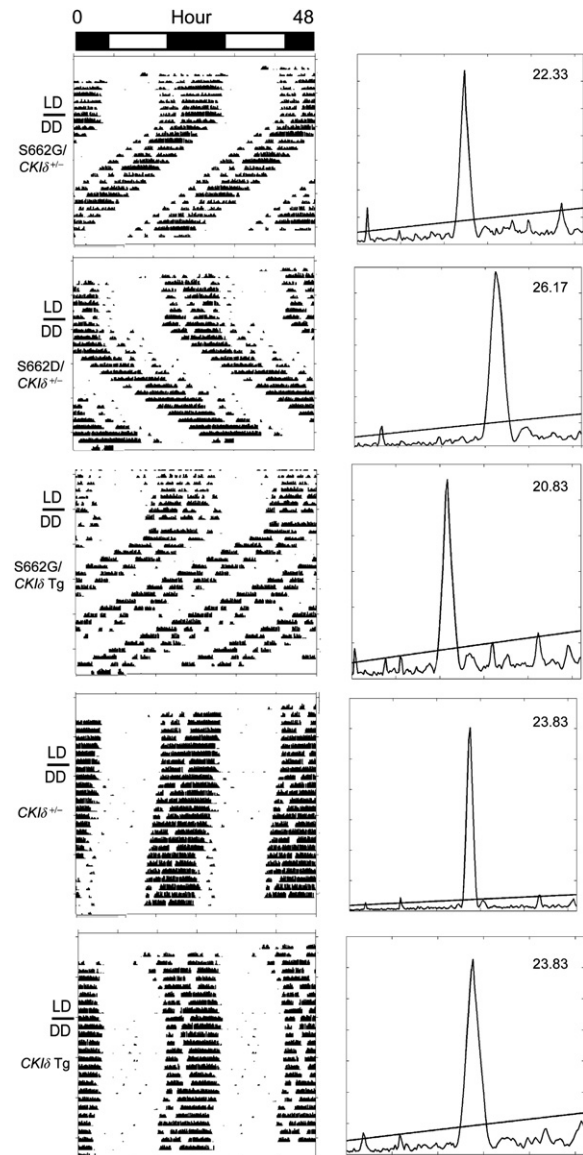 0 Hour 48
LD
DD
S662G/
CKIδ+/−
22.33
LD
DD
S662D/
CKIδ+/−
26.17
LD
DD
S662G/
CKIδ Tg
20.83
LD
DD
CKIδ+/−
23.83
LD
DD
CKIδ Tg
23.83